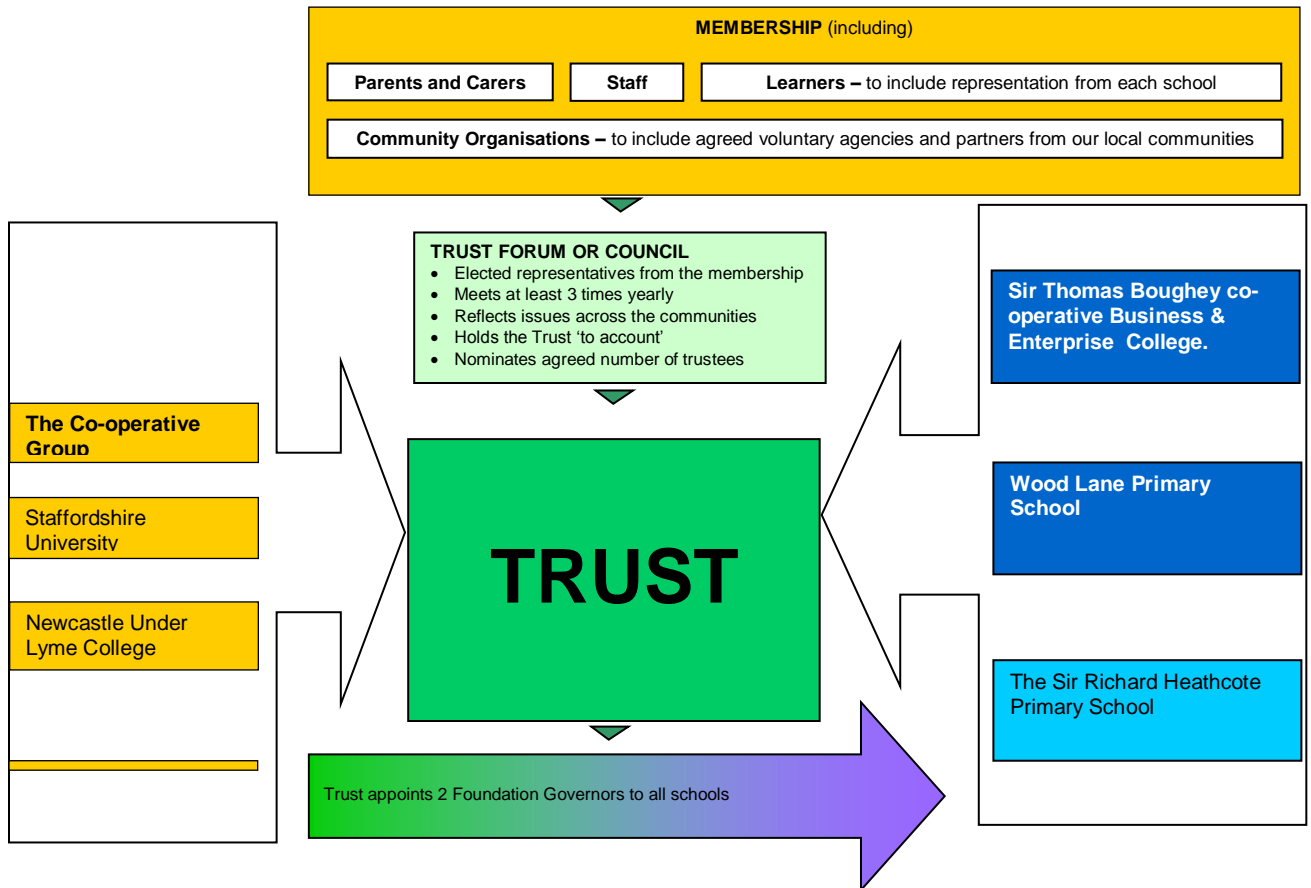 MEMBERSHIP (including)
Parents and Carers
Staff
Learners – to include representation from each school
Community Organisations – to include agreed voluntary agencies and partners from our local communities
TRUST FORUM OR COUNCIL
• Elected representatives from the membership
• Meets at least 3 times yearly
• Reflects issues across the communities
• Holds the Trust ‘to account’
• Nominates agreed number of trustees
The Co-operative
Group
Staffordshire
University
Newcastle Under
Lyme College
TRUST
Sir Thomas Boughey co-
operative Business &
Enterprise College.
Wood Lane Primary
School
The Sir Richard Heathcote
Primary School
Trust appoints 2 Foundation Governors to all schools